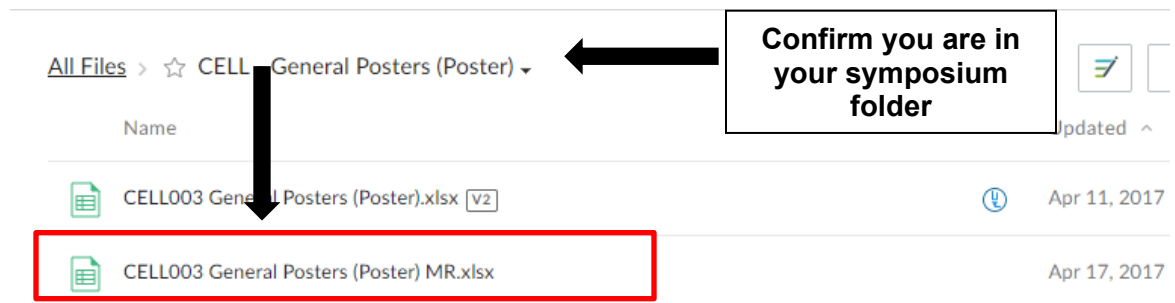 All Files > ☆ CELL - General Posters (Poster)
Confirm you are in
your symposium
folder
Name
Updated
CELL003 General Posters (Poster).xlsx V2
Apr 11, 2017
CELL003 General Posters (Poster) MR.xlsx
Apr 17, 2017